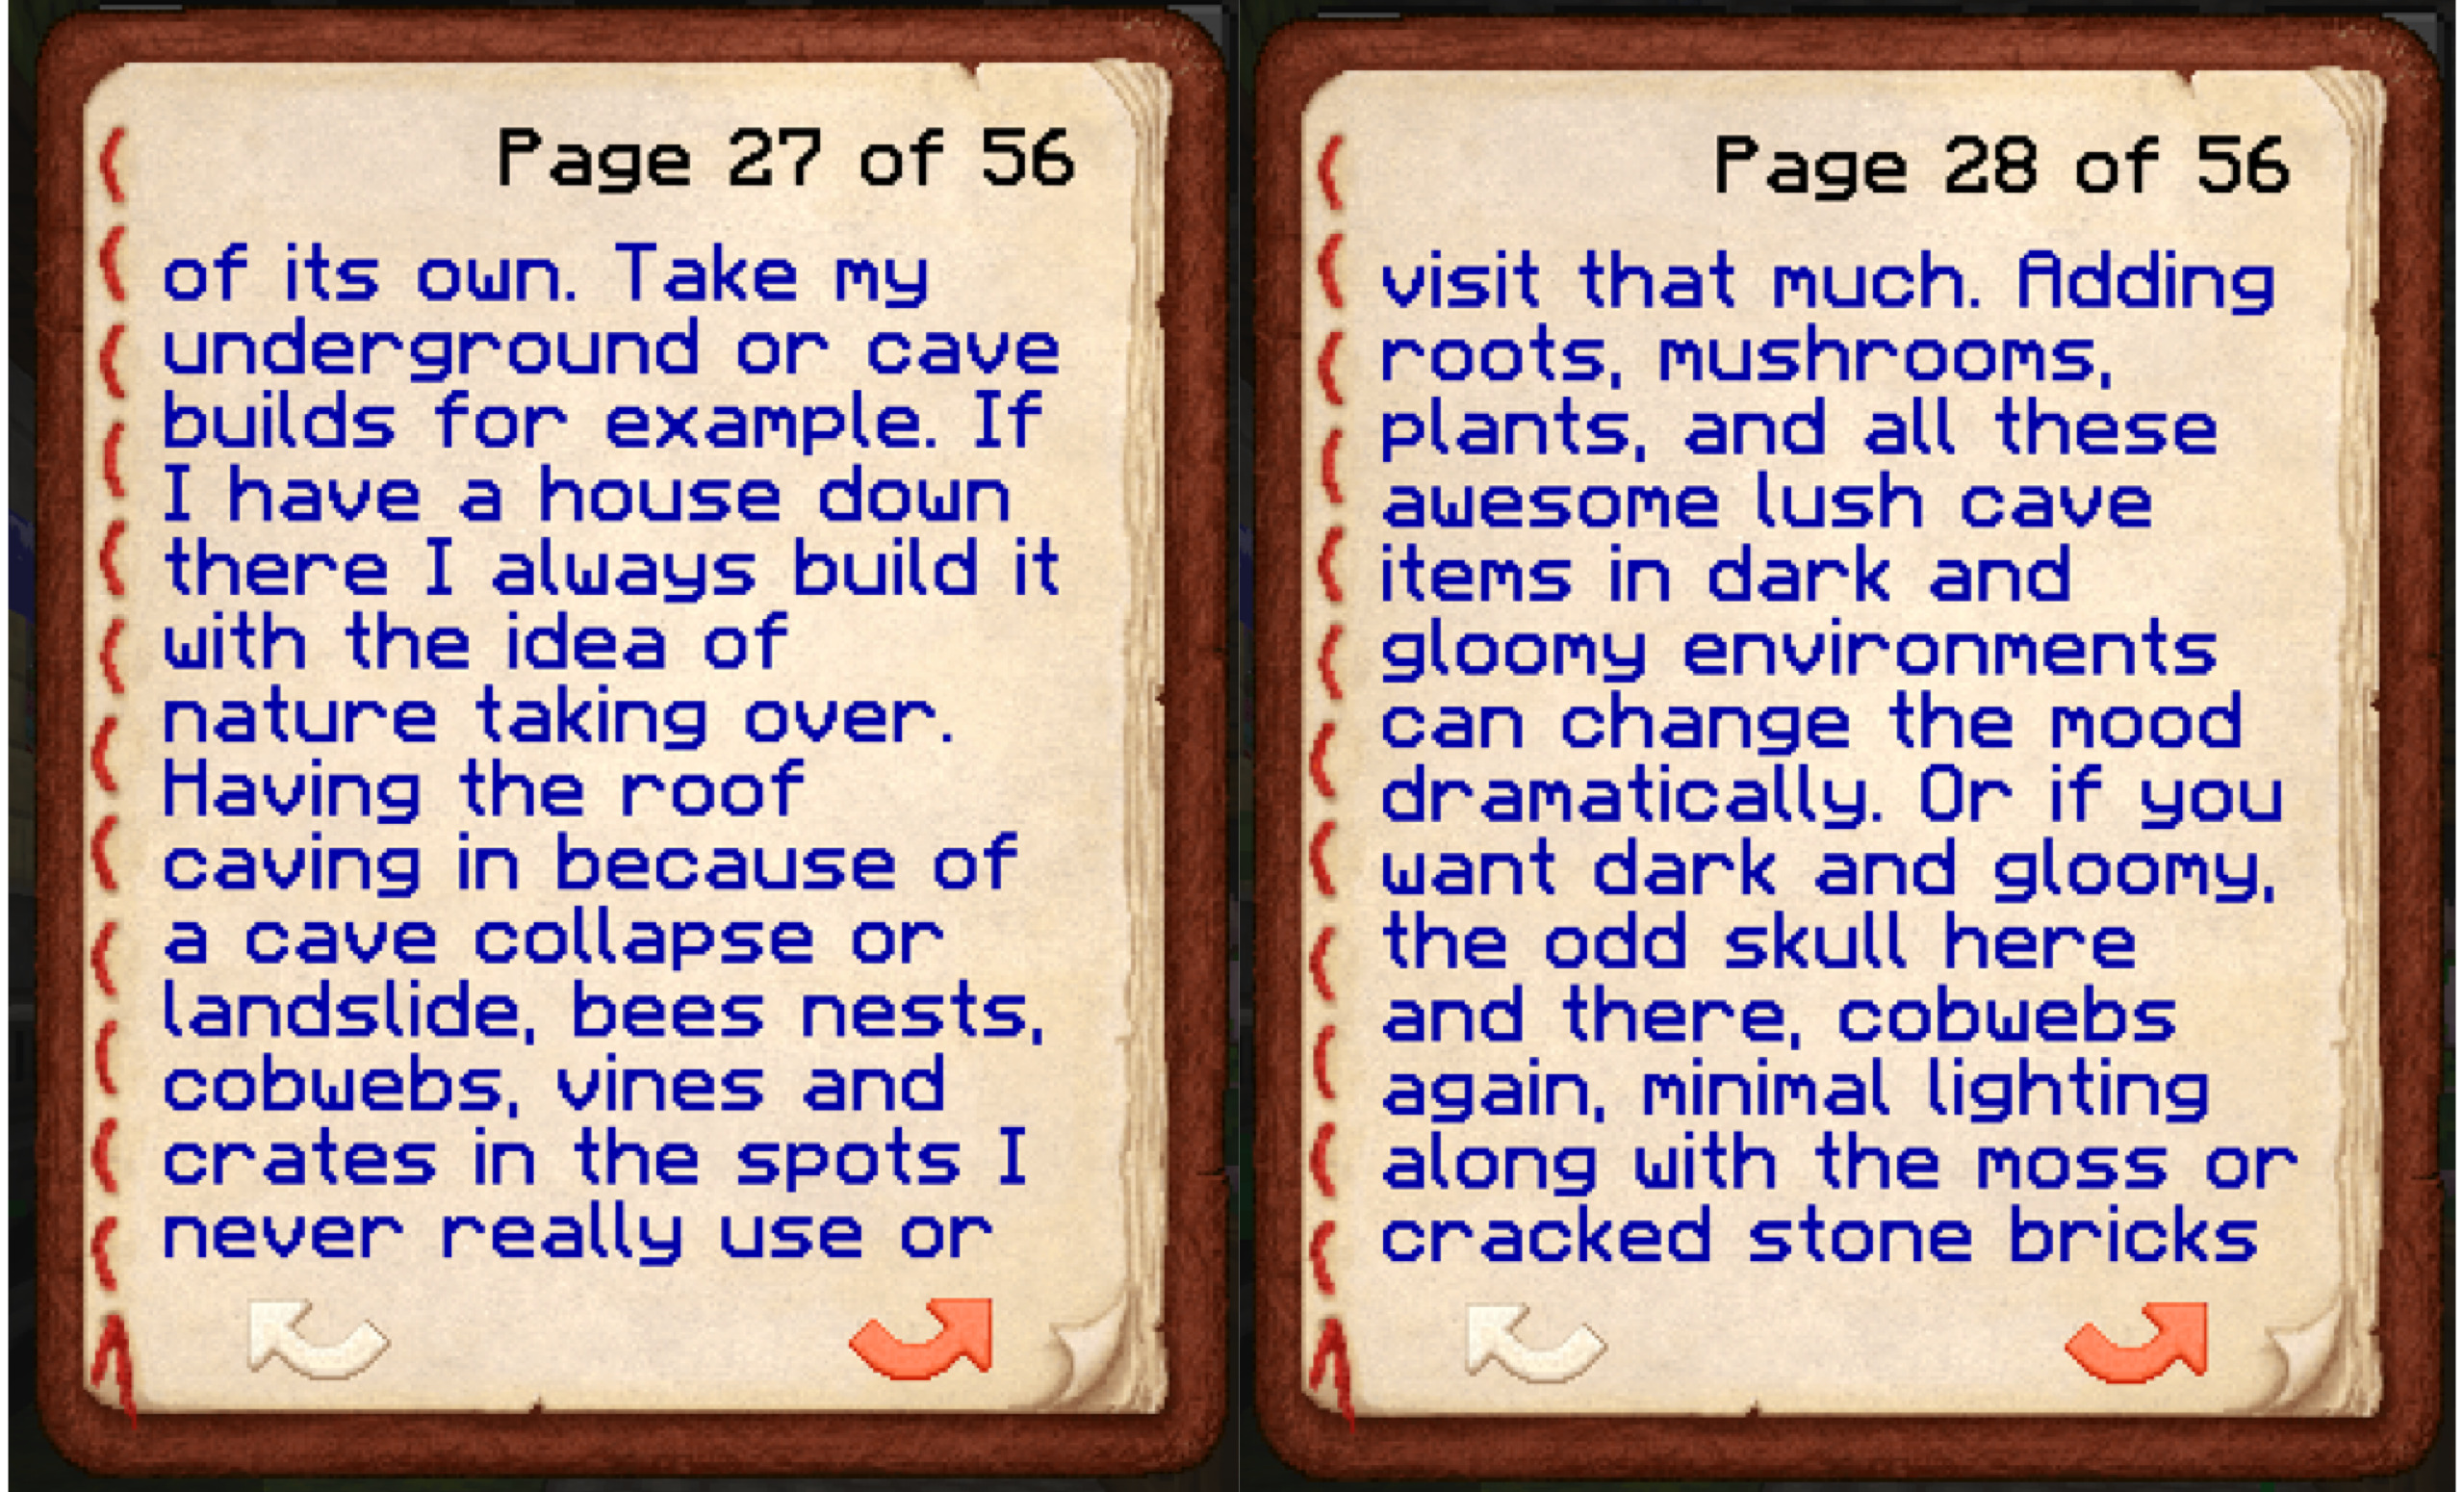 Page 27 of 56
of its own. Take my
underground or cave
builds for example. If
I have a house down
there I always build it
with the idea of
nature taking over.
Having the roof
caving in because of
a cave collapse or
landslide, bees nests,
cobwebs, vines and
crates in the spots I
never really use or
Page 28 of 56
visit that much. Adding
roots, mushrooms,
plants, and all these
awesome lush cave
items in dark and
gloomy environments
can change the mood
dramatically. Or if you
want dark and gloomy,
the odd skull here
and there, cobwebs
again, minimal lighting
along with the moss or
cracked stone bricks